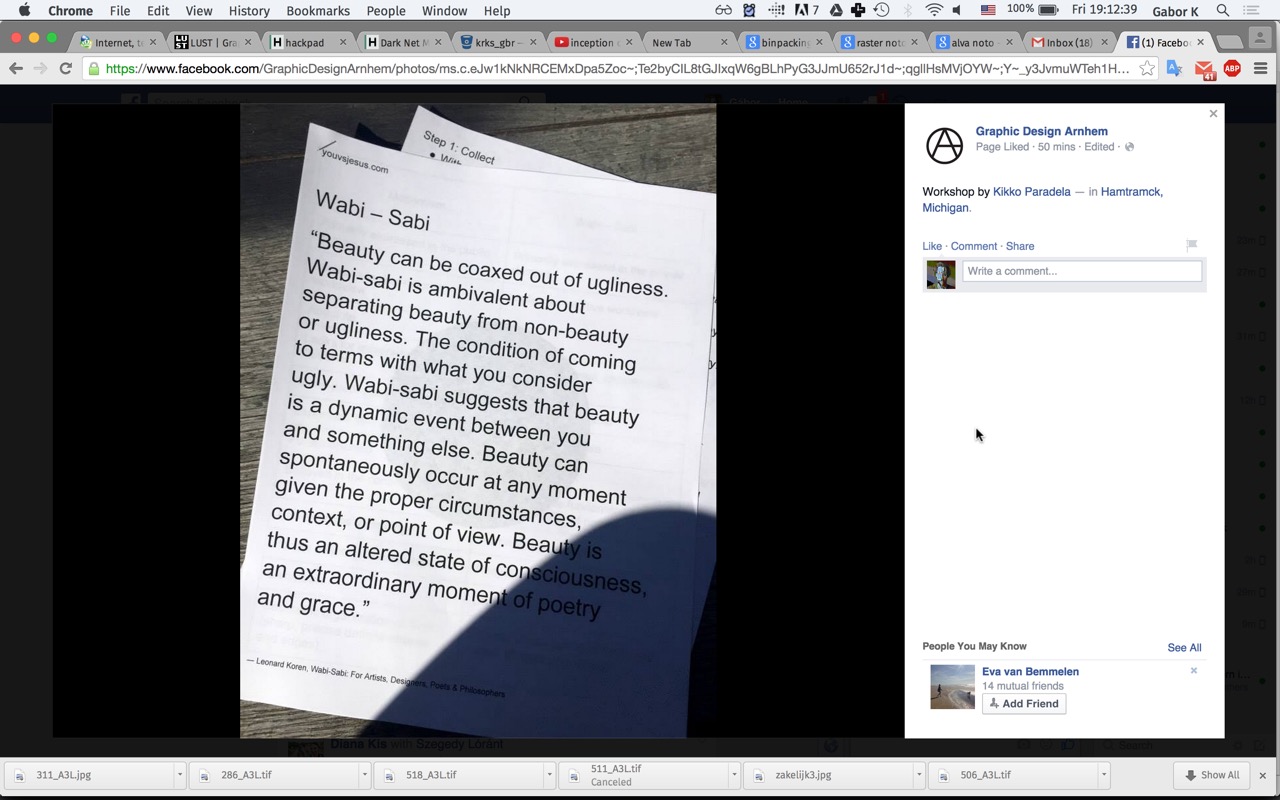 Chrome File Edit View History Bookmarks People Window Help
7 100% Fri 19:12:39 Gabor K
Internet, te LUST | Gra hackpad Dark Net M krks_gbr – inception New Tab binpacking raster noto alva noto - Inbox (18) (1) Facebo
https://www.facebook.com/GraphicDesignArnhem/photos/
41 ABP
Step 1: Collect
youvsjesus.com
Wabi – Sabi
“Beauty can be coaxed out of ugliness.
Wabi-sabi is ambivalent about
separating beauty from non-beauty
or ugliness. The condition of coming
to terms with what you consider
ugly. Wabi-sabi suggests that beauty
is a dynamic event between you
and something else. Beauty can
spontaneously occur at any moment
given the proper circumstances,
context, or point of view. Beauty is
thus an altered state of consciousness,
an extraordinary moment of poetry
and grace.”
— Leonard Koren, Wabi-Sabi: For Artists, Designers, Poets & Philosophers
Graphic Design Arnhem
Page Liked · 50 mins · Edited ·
Workshop by Kikko Paradela — in Hamtramck,
Michigan.
Like · Comment · Share
Write a comment...
People You May Know See All
Eva van Bemmelen
14 mutual friends
Add Friend
Diana Kis with Szegedy Lóránt
Search
311_A3L.jpg 286_A3L.tif 518_A3L.tif 511_A3L.tif zakelijk3.jpg 506_A3L.tif Show All
Canceled